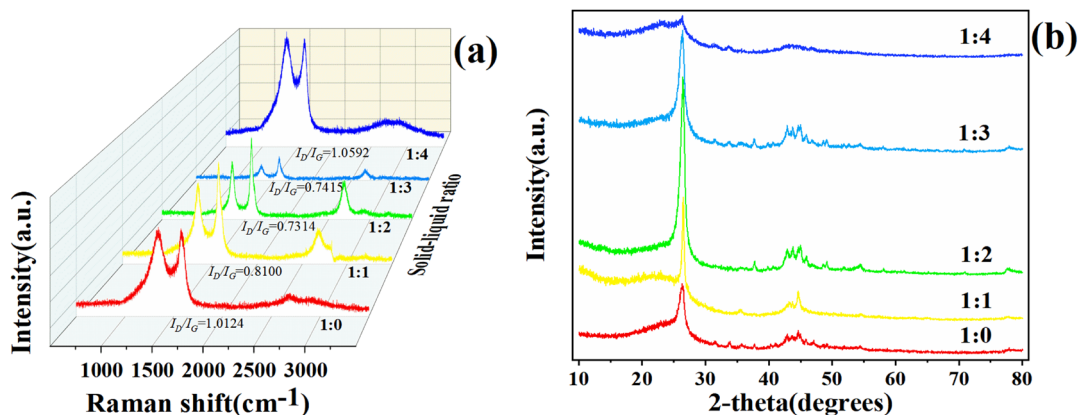 (a)
Intensity(a.u.)
I_D/I_G=1.0592
1:4
I_D/I_G=0.7415
1:3
I_D/I_G=0.7314
1:2
I_D/I_G=0.8100
1:1
I_D/I_G=1.0124
1:0
Solid-liquid ratio
1000 1500 2000 2500 3000
Raman shift(cm-1)
(b)
Intensity(a.u.)
1:4
1:3
1:2
1:1
1:0
10 20 30 40 50 60 70 80
2-theta(degrees)